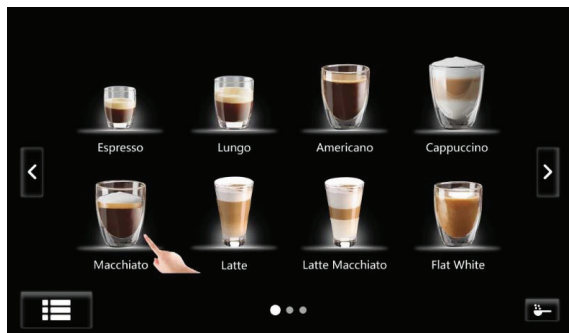 Espresso
Lungo
Americano
Cappuccino
Macchiato
Latte
Latte Macchiato
Flat White